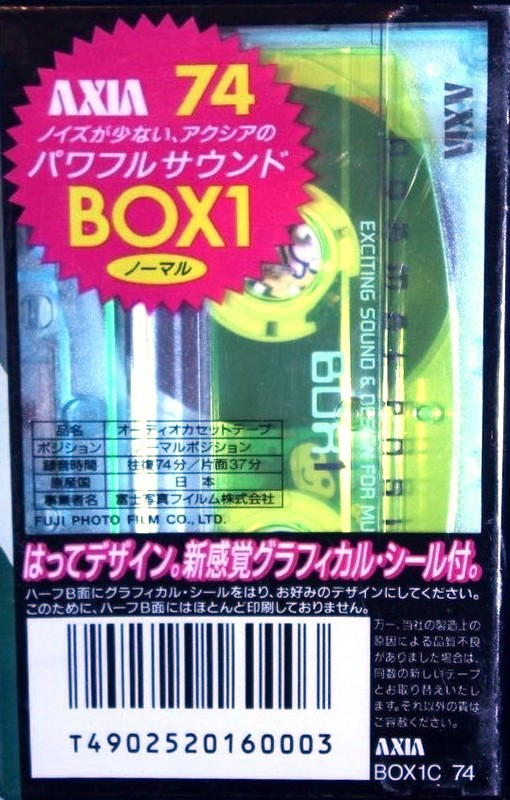 AXIA 74
ノイズが少ない、アクシアの
パワフルサウンド
BOX1
ノーマル
AXIA
EXCITING SOUND & DESIGN FOR MU
BOX1
品名 オーディオカセットテープ
ポジション ノーマルポジション
録音時間 往復74分／片面37分
原産国 日本
事業者名 富士写真フイルム株式会社
FUJI PHOTO FILM CO., LTD.
はってデザイン。新感覚グラフィカル・シール付。
ハーフB面にグラフィカル・シールをはり、お好みのデザインにしてください。
このために、ハーフB面にはほとんど印刷しておりません。
万一、当社の製造上の
原因による品質不良
がありました場合は、
同数の新しいテープ
とお取り替えいたし
ます。それ以外の責は
ご容赦ください。
T4902520160003
AXIA
BOX1C 74